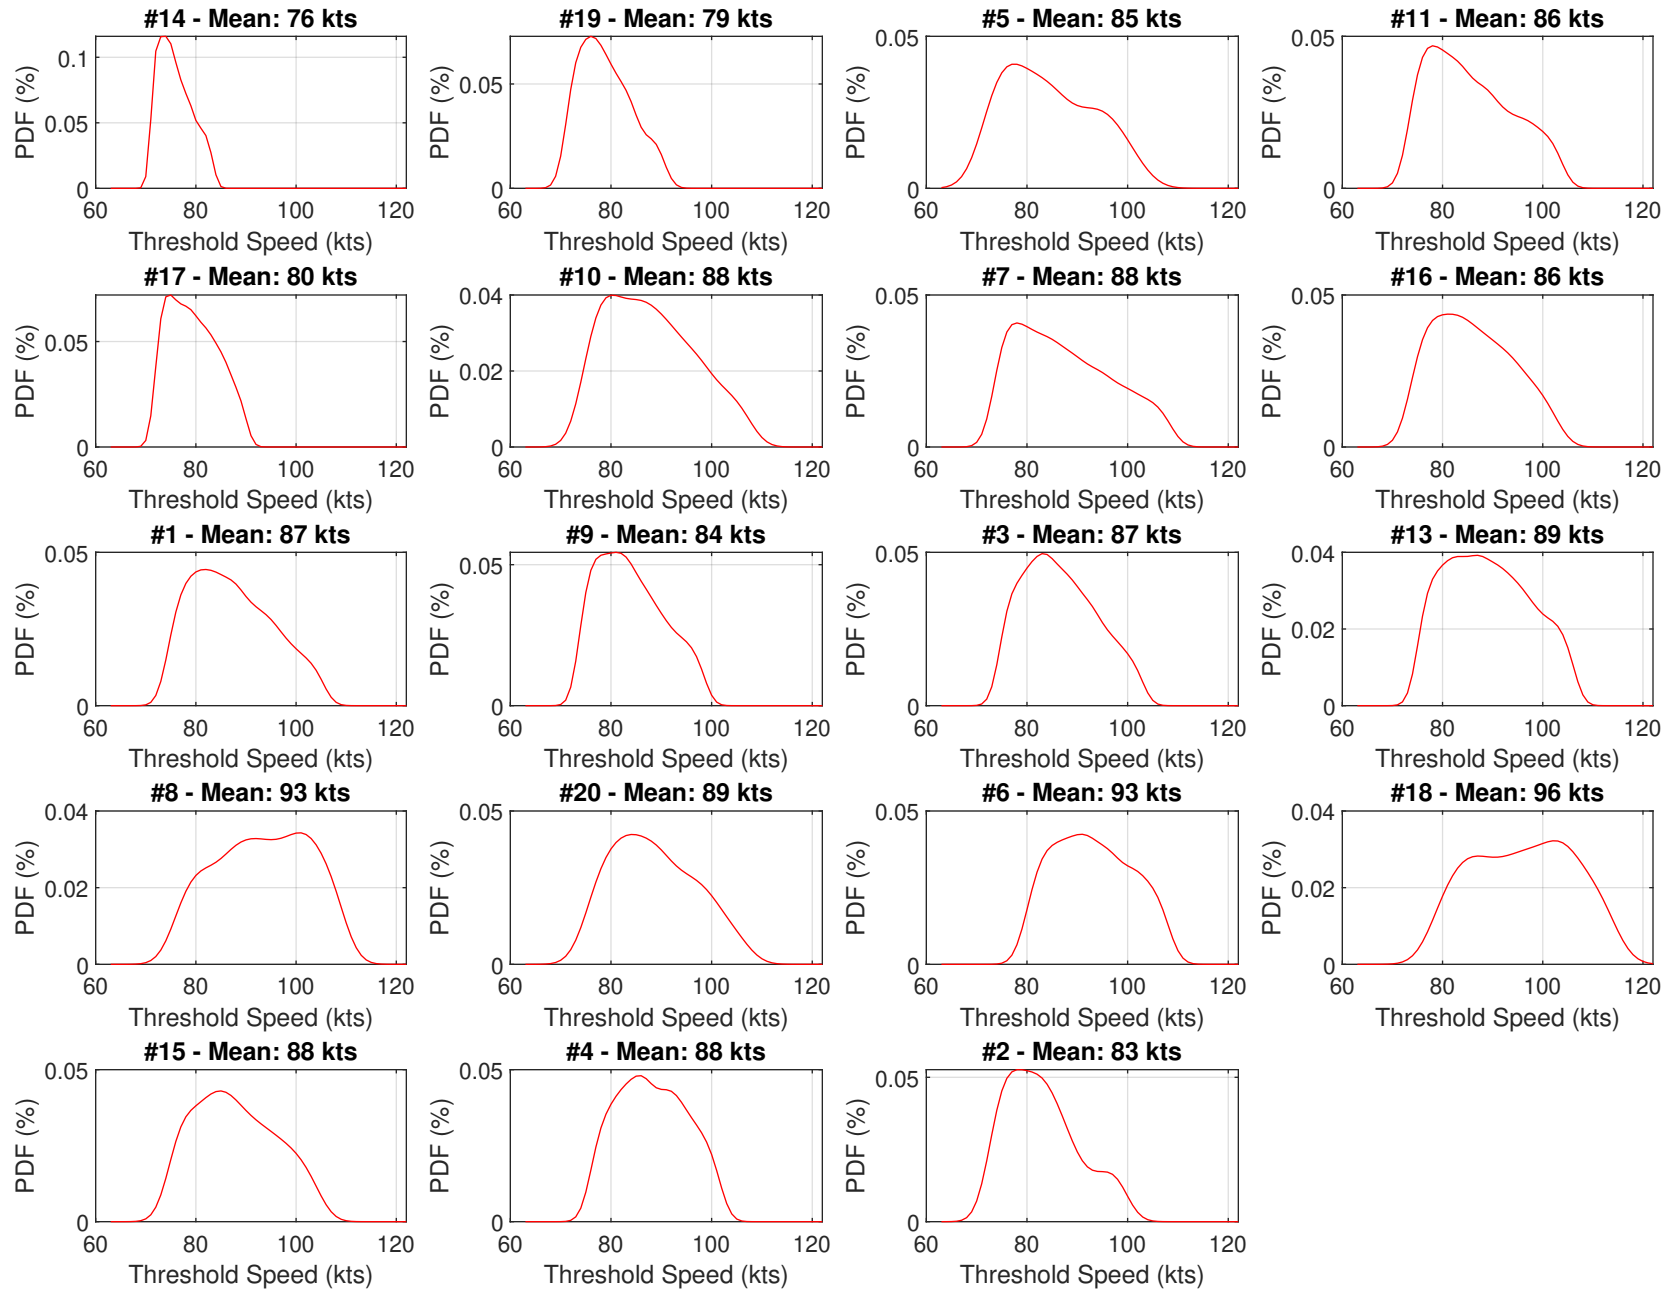 #14 - Mean: 76 kts
0.1
0.05
0
PDF (%)
60 80 100 120
Threshold Speed (kts)
#19 - Mean: 79 kts
0.05
0
PDF (%)
60 80 100 120
Threshold Speed (kts)
#5 - Mean: 85 kts
0.05
0
PDF (%)
60 80 100 120
Threshold Speed (kts)
#11 - Mean: 86 kts
0.05
0
PDF (%)
60 80 100 120
Threshold Speed (kts)
#17 - Mean: 80 kts
0.05
0
PDF (%)
60 80 100 120
Threshold Speed (kts)
#10 - Mean: 88 kts
0.04
0.02
0
PDF (%)
60 80 100 120
Threshold Speed (kts)
#7 - Mean: 88 kts
0.05
0
PDF (%)
60 80 100 120
Threshold Speed (kts)
#16 - Mean: 86 kts
0.05
0
PDF (%)
60 80 100 120
Threshold Speed (kts)
#1 - Mean: 87 kts
0.05
0
PDF (%)
60 80 100 120
Threshold Speed (kts)
#9 - Mean: 84 kts
0.05
0
PDF (%)
60 80 100 120
Threshold Speed (kts)
#3 - Mean: 87 kts
0.05
0
PDF (%)
60 80 100 120
Threshold Speed (kts)
#13 - Mean: 89 kts
0.04
0.02
0
PDF (%)
60 80 100 120
Threshold Speed (kts)
#8 - Mean: 93 kts
0.04
0.02
0
PDF (%)
60 80 100 120
Threshold Speed (kts)
#20 - Mean: 89 kts
0.05
0
PDF (%)
60 80 100 120
Threshold Speed (kts)
#6 - Mean: 93 kts
0.05
0
PDF (%)
60 80 100 120
Threshold Speed (kts)
#18 - Mean: 96 kts
0.04
0.02
0
PDF (%)
60 80 100 120
Threshold Speed (kts)
#15 - Mean: 88 kts
0.05
0
PDF (%)
60 80 100 120
Threshold Speed (kts)
#4 - Mean: 88 kts
0.05
0
PDF (%)
60 80 100 120
Threshold Speed (kts)
#2 - Mean: 83 kts
0.05
0
PDF (%)
60 80 100 120
Threshold Speed (kts)